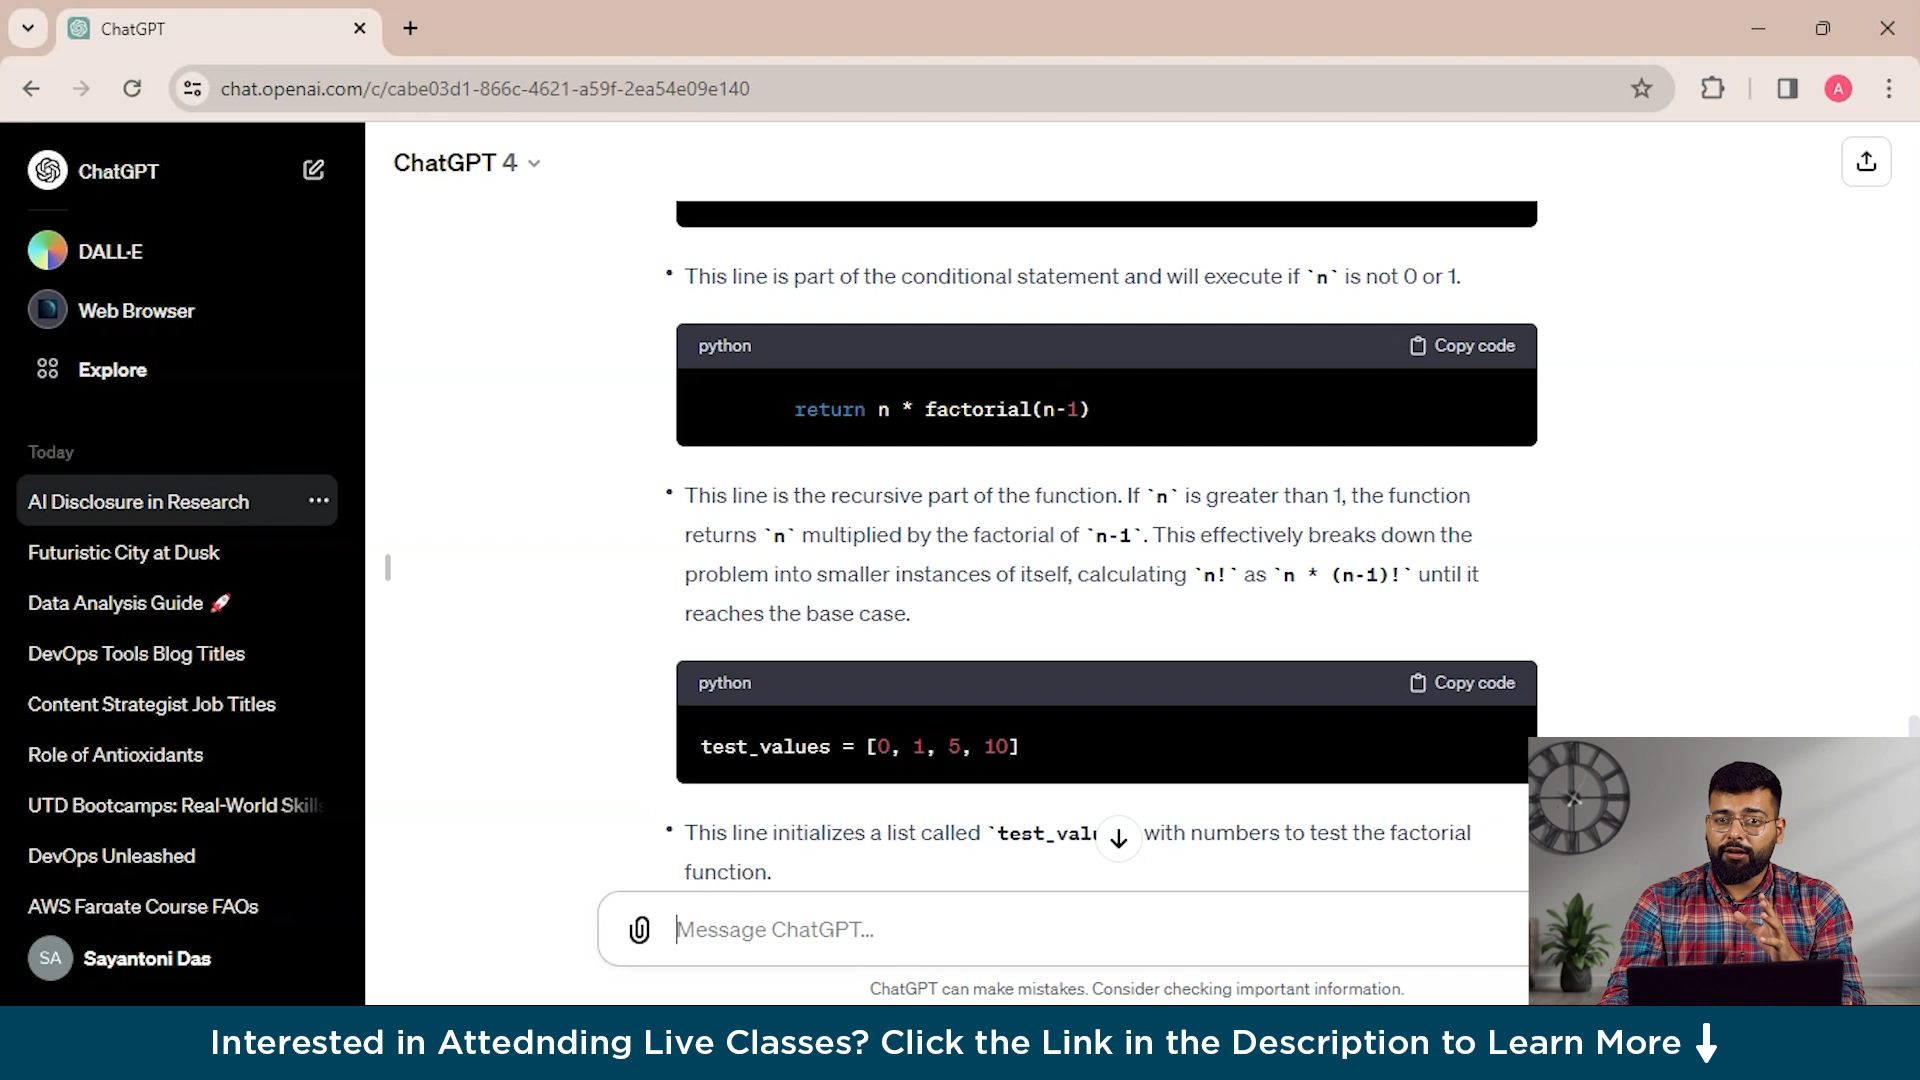 ChatGPT
chat.openai.com/c/cabe03d1-866c-4621-a59f-2ea54e09e140
A
ChatGPT
DALL·E
Web Browser
Explore
Today
AI Disclosure in Research
Futuristic City at Dusk
Data Analysis Guide 🚀
DevOps Tools Blog Titles
Content Strategist Job Titles
Role of Antioxidants
UTD Bootcamps: Real-World Skills
DevOps Unleashed
AWS Fargate Course FAQs
SA Sayantoni Das
ChatGPT 4
• This line is part of the conditional statement and will execute if `n` is not 0 or 1.
python Copy code
return n * factorial(n-1)
• This line is the recursive part of the function. If `n` is greater than 1, the function
returns `n` multiplied by the factorial of `n-1`. This effectively breaks down the
problem into smaller instances of itself, calculating `n!` as `n * (n-1)!` until it
reaches the base case.
python Copy code
test_values = [0, 1, 5, 10]
• This line initializes a list called `test_valu with numbers to test the factorial
function.
Message ChatGPT...
ChatGPT can make mistakes. Consider checking important information.
Interested in Attednding Live Classes? Click the Link in the Description to Learn More